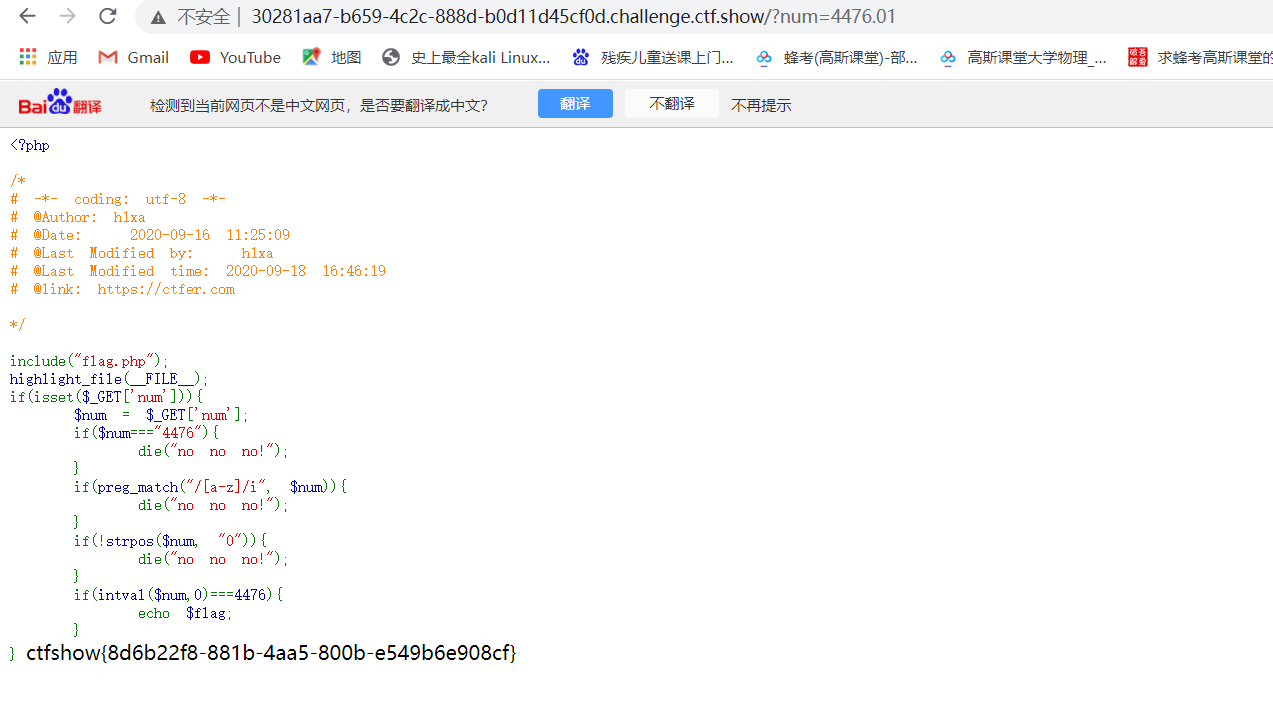 不安全 | 30281aa7-b659-4c2c-888d-b0d11d45cf0d.challenge.ctf.show/?num=4476.01
应用 Gmail YouTube 地图 史上最全kali Linux... 残疾儿童送课上门... 蜂考(高斯课堂)-部... 高斯课堂大学物理_... 求蜂考高斯课堂的
Baidu翻译 检测到当前网页不是中文网页，是否要翻译成中文? 翻译 不翻译 不再提示
<?php
/*
# -*- coding: utf-8 -*-
# @Author: h1xa
# @Date: 2020-09-16 11:25:09
# @Last Modified by: h1xa
# @Last Modified time: 2020-09-18 16:46:19
# @link: https://ctfer.com
*/
include("flag.php");
highlight_file(__FILE__);
if(isset($_GET['num'])){
$num = $_GET['num'];
if($num==="4476"){
die("no no no!");
}
if(preg_match("/[a-z]/i", $num)){
die("no no no!");
}
if(!strpos($num, "0")){
die("no no no!");
}
if(intval($num,0)===4476){
echo $flag;
}
} ctfshow{8d6b22f8-881b-4aa5-800b-e549b6e908cf}